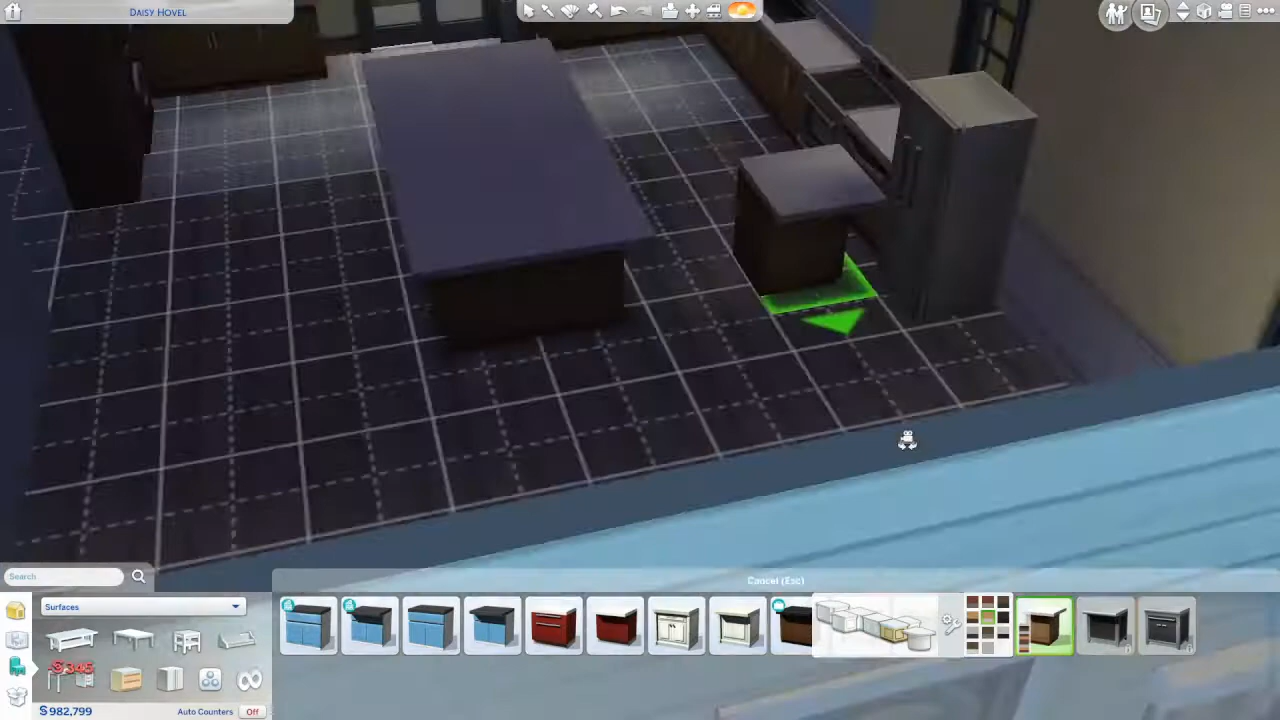 DAISY HOVEL
Cancel (Esc)
Search
Surfaces
$345
$982,799
Auto Counters
Off